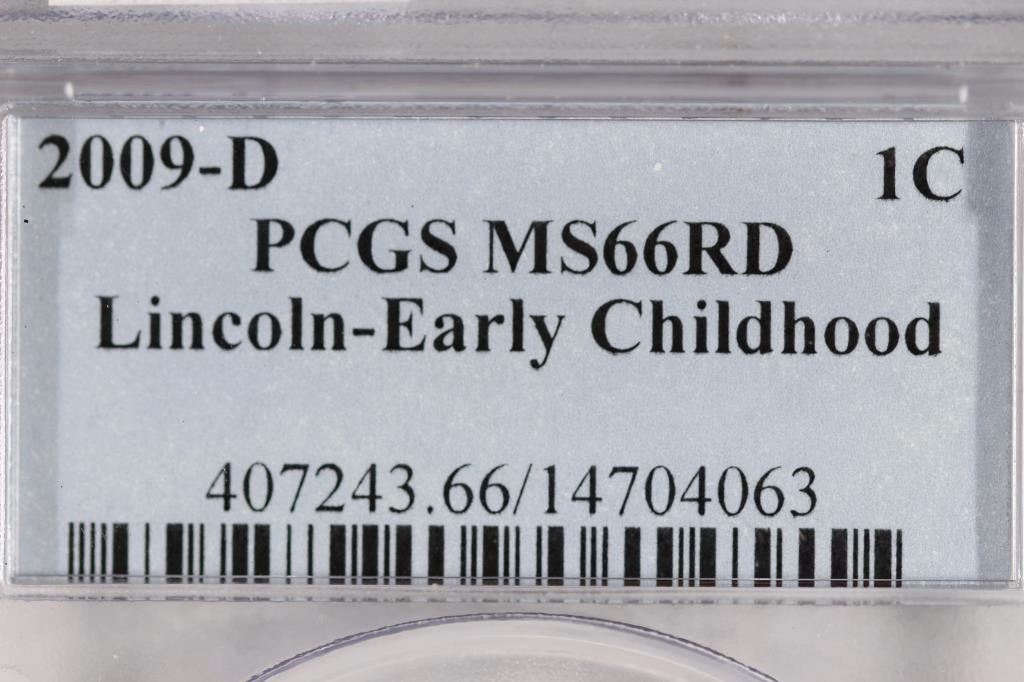 2009-D 1C
PCGS MS66RD
Lincoln-Early Childhood
407243.66/14704063